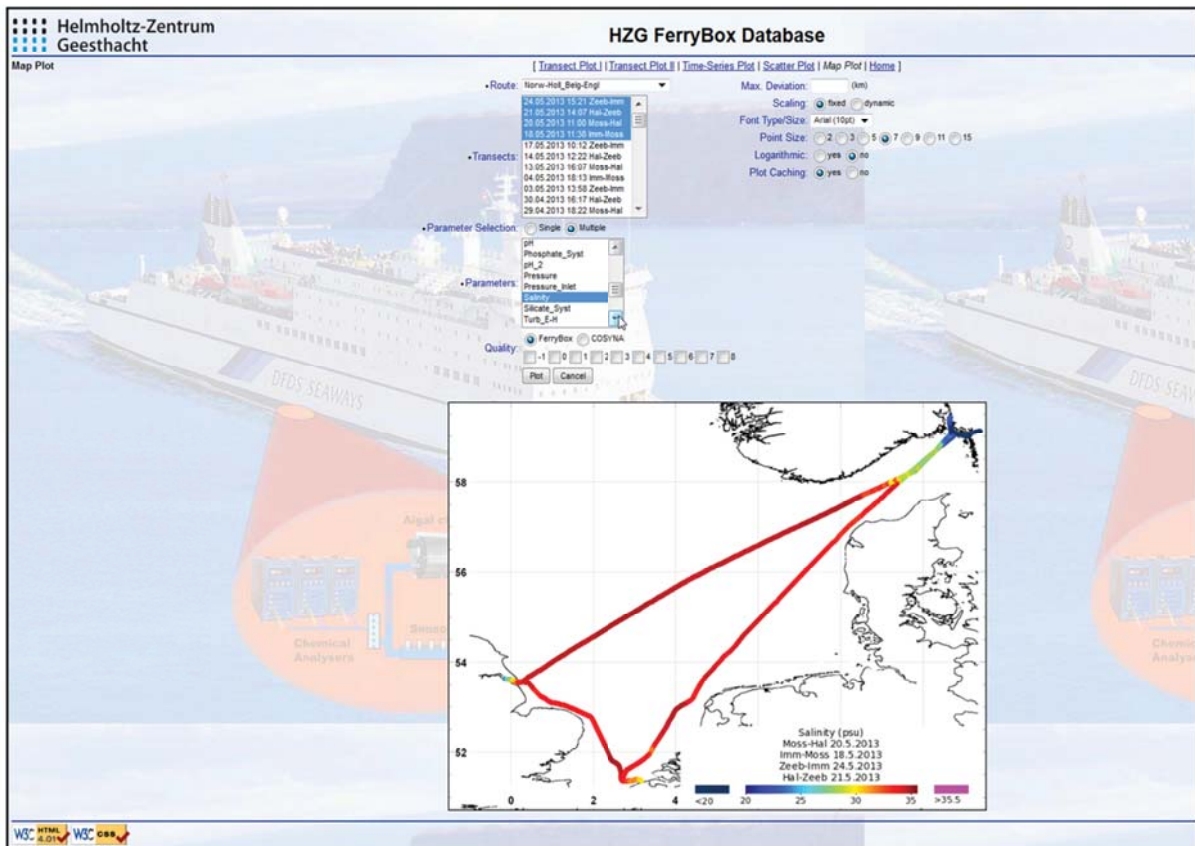 Helmholtz-Zentrum
Geesthacht
HZG FerryBox Database
Map Plot
[ Transect Plot I | Transect Plot II | Time-Series Plot | Scatter Plot | Map Plot | Home ]
•Route: Norw-Holl_Belg-Engl
•Transects:
24.05.2013 15:21 Zeeb-Imm
21.05.2013 14:07 Hal-Zeeb
20.05.2013 11:00 Moss-Hal
18.05.2013 11:38 Imm-Moss
17.05.2013 10:12 Zeeb-Imm
14.05.2013 12:22 Hal-Zeeb
13.05.2013 16:07 Moss-Hal
04.05.2013 18:13 Imm-Moss
03.05.2013 13:58 Zeeb-Imm
30.04.2013 16:17 Hal-Zeeb
29.04.2013 18:22 Moss-Hal
•Parameter Selection: Single Multiple
•Parameters:
pH
Phosphate_Syst
pH_2
Pressure
Pressure_Inlet
Salinity
Silicate_Syst
Turb_E-H
Quality: FerryBox COSYNA
-1 0 1 2 3 4 5 6 7 8
Plot Cancel
Max. Deviation: (km)
Scaling: fixed dynamic
Font Type/Size: Arial (10pt)
Point Size: 2 3 5 7 9 11 15
Logarithmic: yes no
Plot Caching: yes no
DFDS SEAWAYS
DFDS SEAWAYS
Chemical
Analysers
58
56
54
52
0 2 4
Salinity (psu)
Moss-Hal 20.5.2013
Imm-Moss 18.5.2013
Zeeb-Imm 24.5.2013
Hal-Zeeb 21.5.2013
<20 20 25 30 35 >35.5
W3C HTML 4.01
W3C css